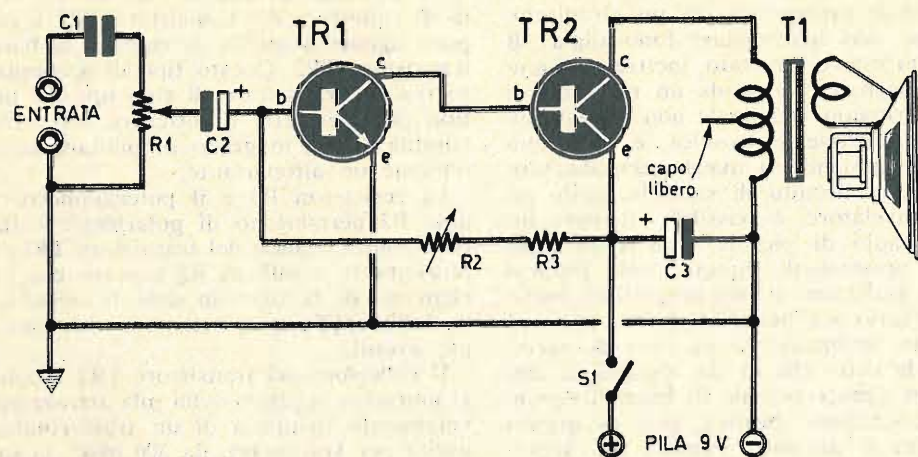 C1
ENTRATA
R1
C2
+
TR1
b
c
e
TR2
b
c
e
T1
capo
libero.
R2
R3
+
C3
S1
+
PILA 9 V
−